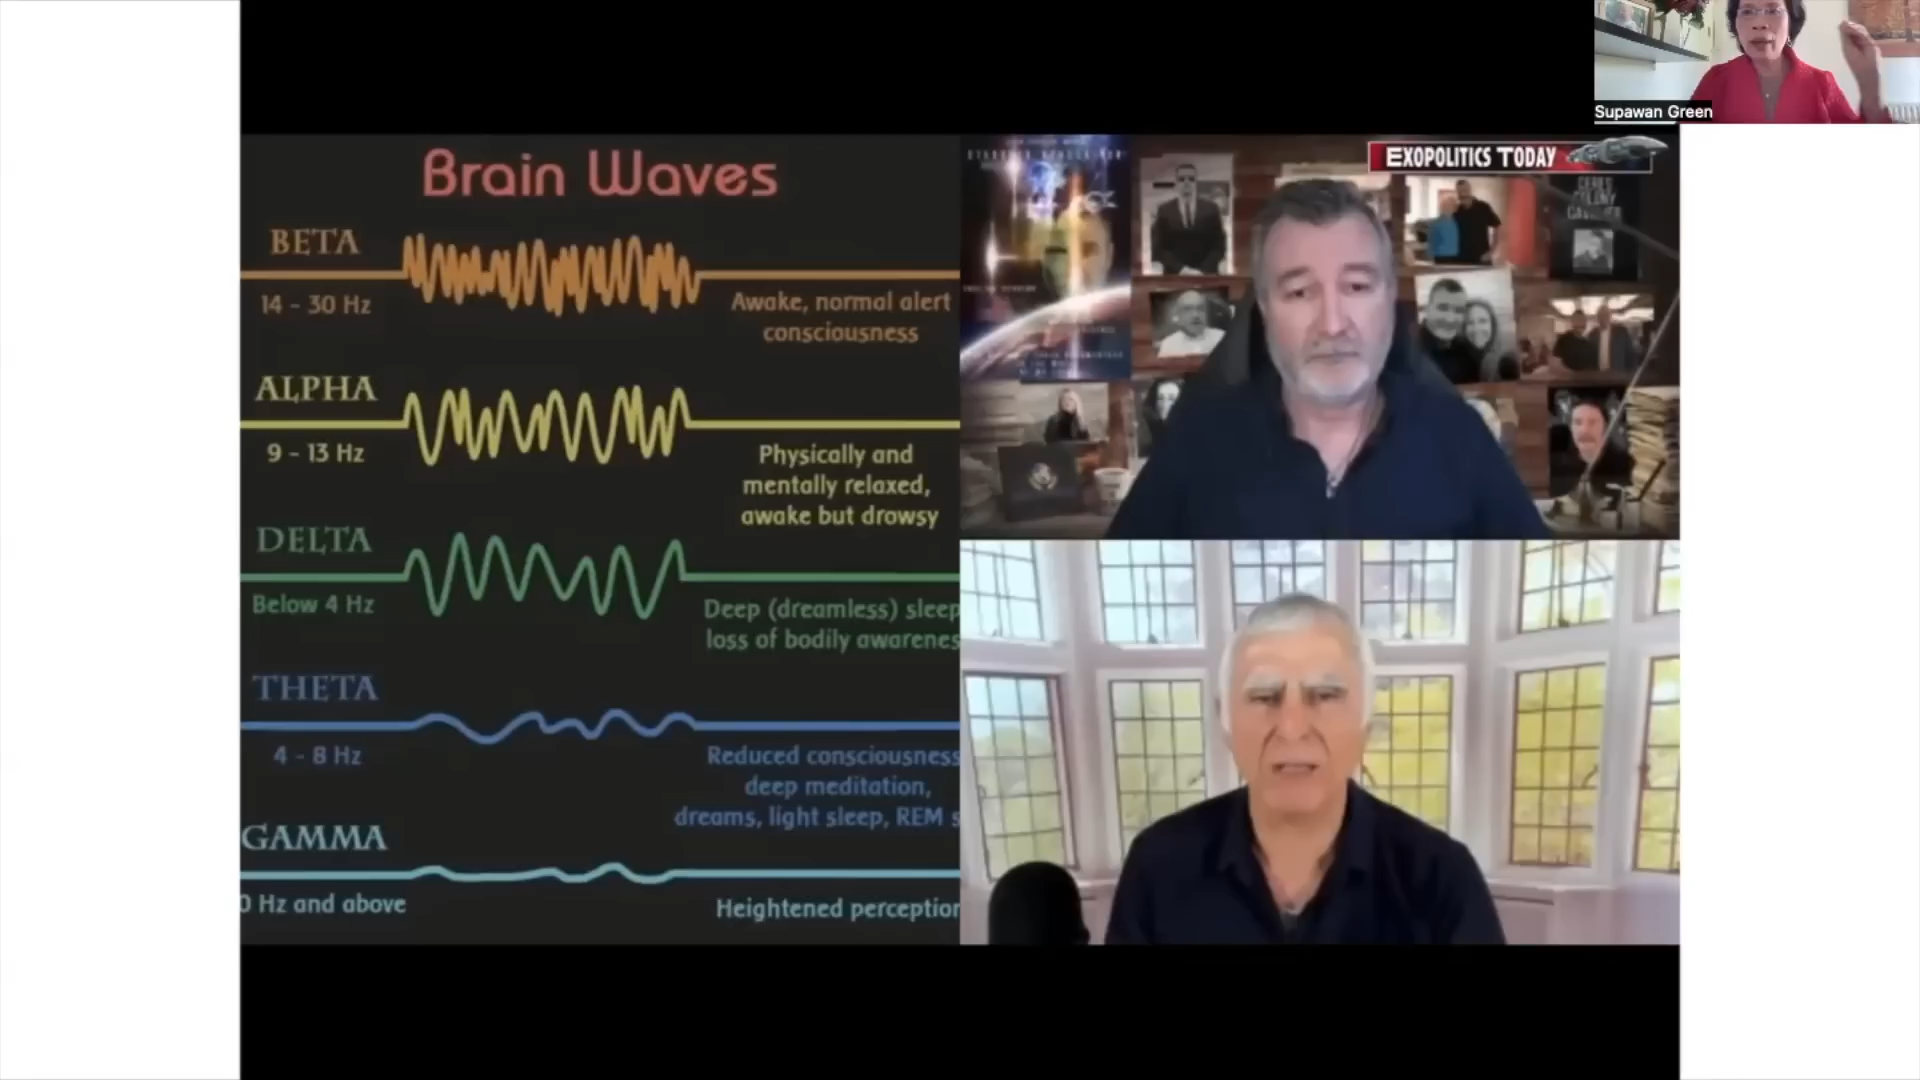 Supawan Green
Brain Waves
BETA
14 - 30 Hz
Awake, normal alert
consciousness
ALPHA
9 - 13 Hz
Physically and
mentally relaxed,
awake but drowsy
DELTA
Below 4 Hz
Deep (dreamless) sleep
loss of bodily awarenes
THETA
4 - 8 Hz
Reduced consciousness
deep meditation,
dreams, light sleep, REM s
GAMMA
0 Hz and above
Heightened perception
EXOPOLITICS TODAY
CERES
COLONY